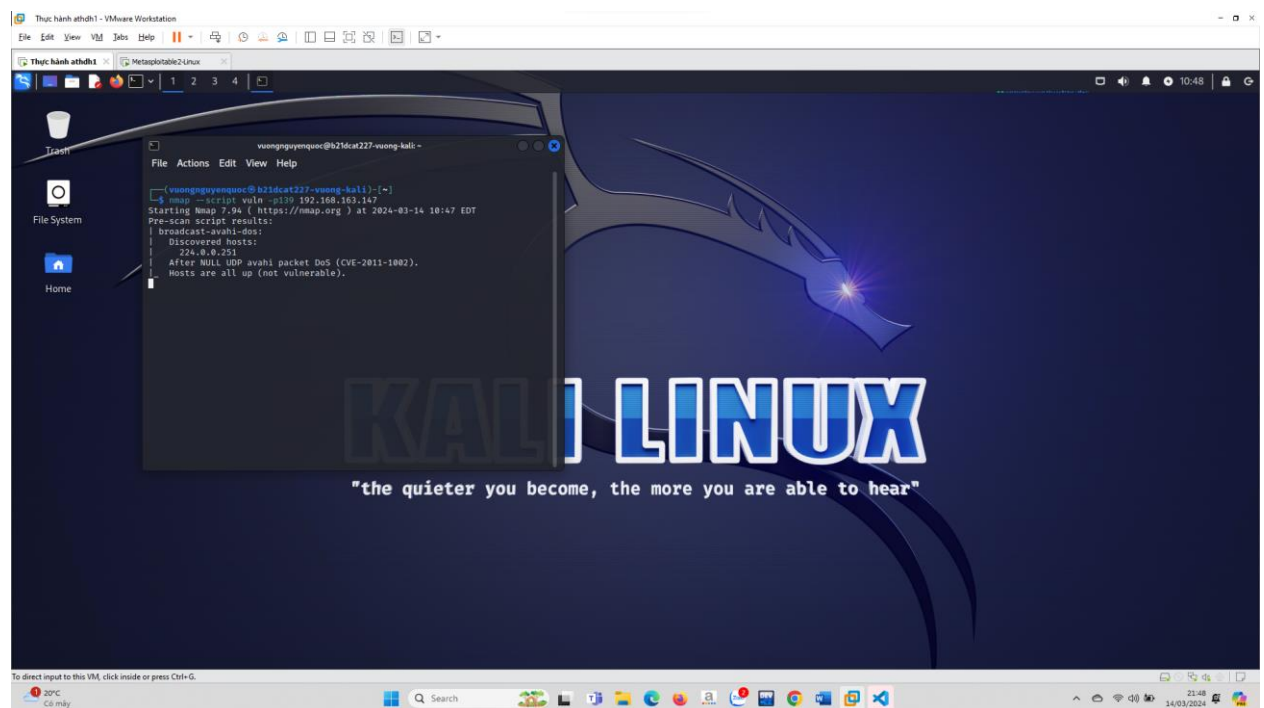 Thực hành athdh1 - VMware Workstation
File Edit View VM Tabs Help
Thực hành athdh1
Metasploitable2-Linux
1 2 3 4
10:48
Trash
File System
Home
vuongnguyenquoc@b21dcat227-vuong-kali: ~
File Actions Edit View Help
(vuongnguyenquoc㉿b21dcat227-vuong-kali)-[~]
$ nmap --script vuln -p139 192.168.163.147
Starting Nmap 7.94 ( https://nmap.org ) at 2024-03-14 10:47 EDT
Pre-scan script results:
| broadcast-avahi-dos:
|   Discovered hosts:
|     224.0.0.251
|   After NULL UDP avahi packet DoS (CVE-2011-1002).
|_  Hosts are all up (not vulnerable).
KALI LINUX
"the quieter you become, the more you are able to hear"
To direct input to this VM, click inside or press Ctrl+G.
1
20°C
Có mây
Search
2
21:48
14/03/2024